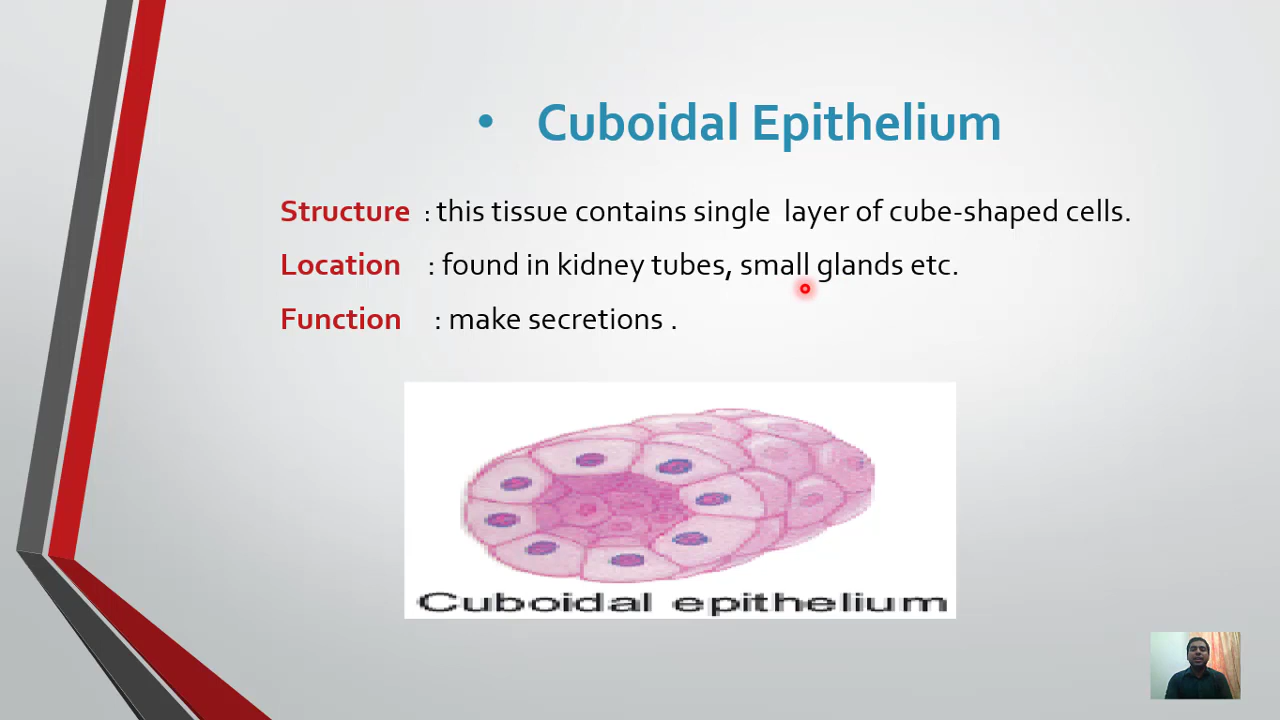 • Cuboidal Epithelium
Structure : this tissue contains single layer of cube-shaped cells.
Location : found in kidney tubes, small glands etc.
Function : make secretions .
Cuboidal epithelium